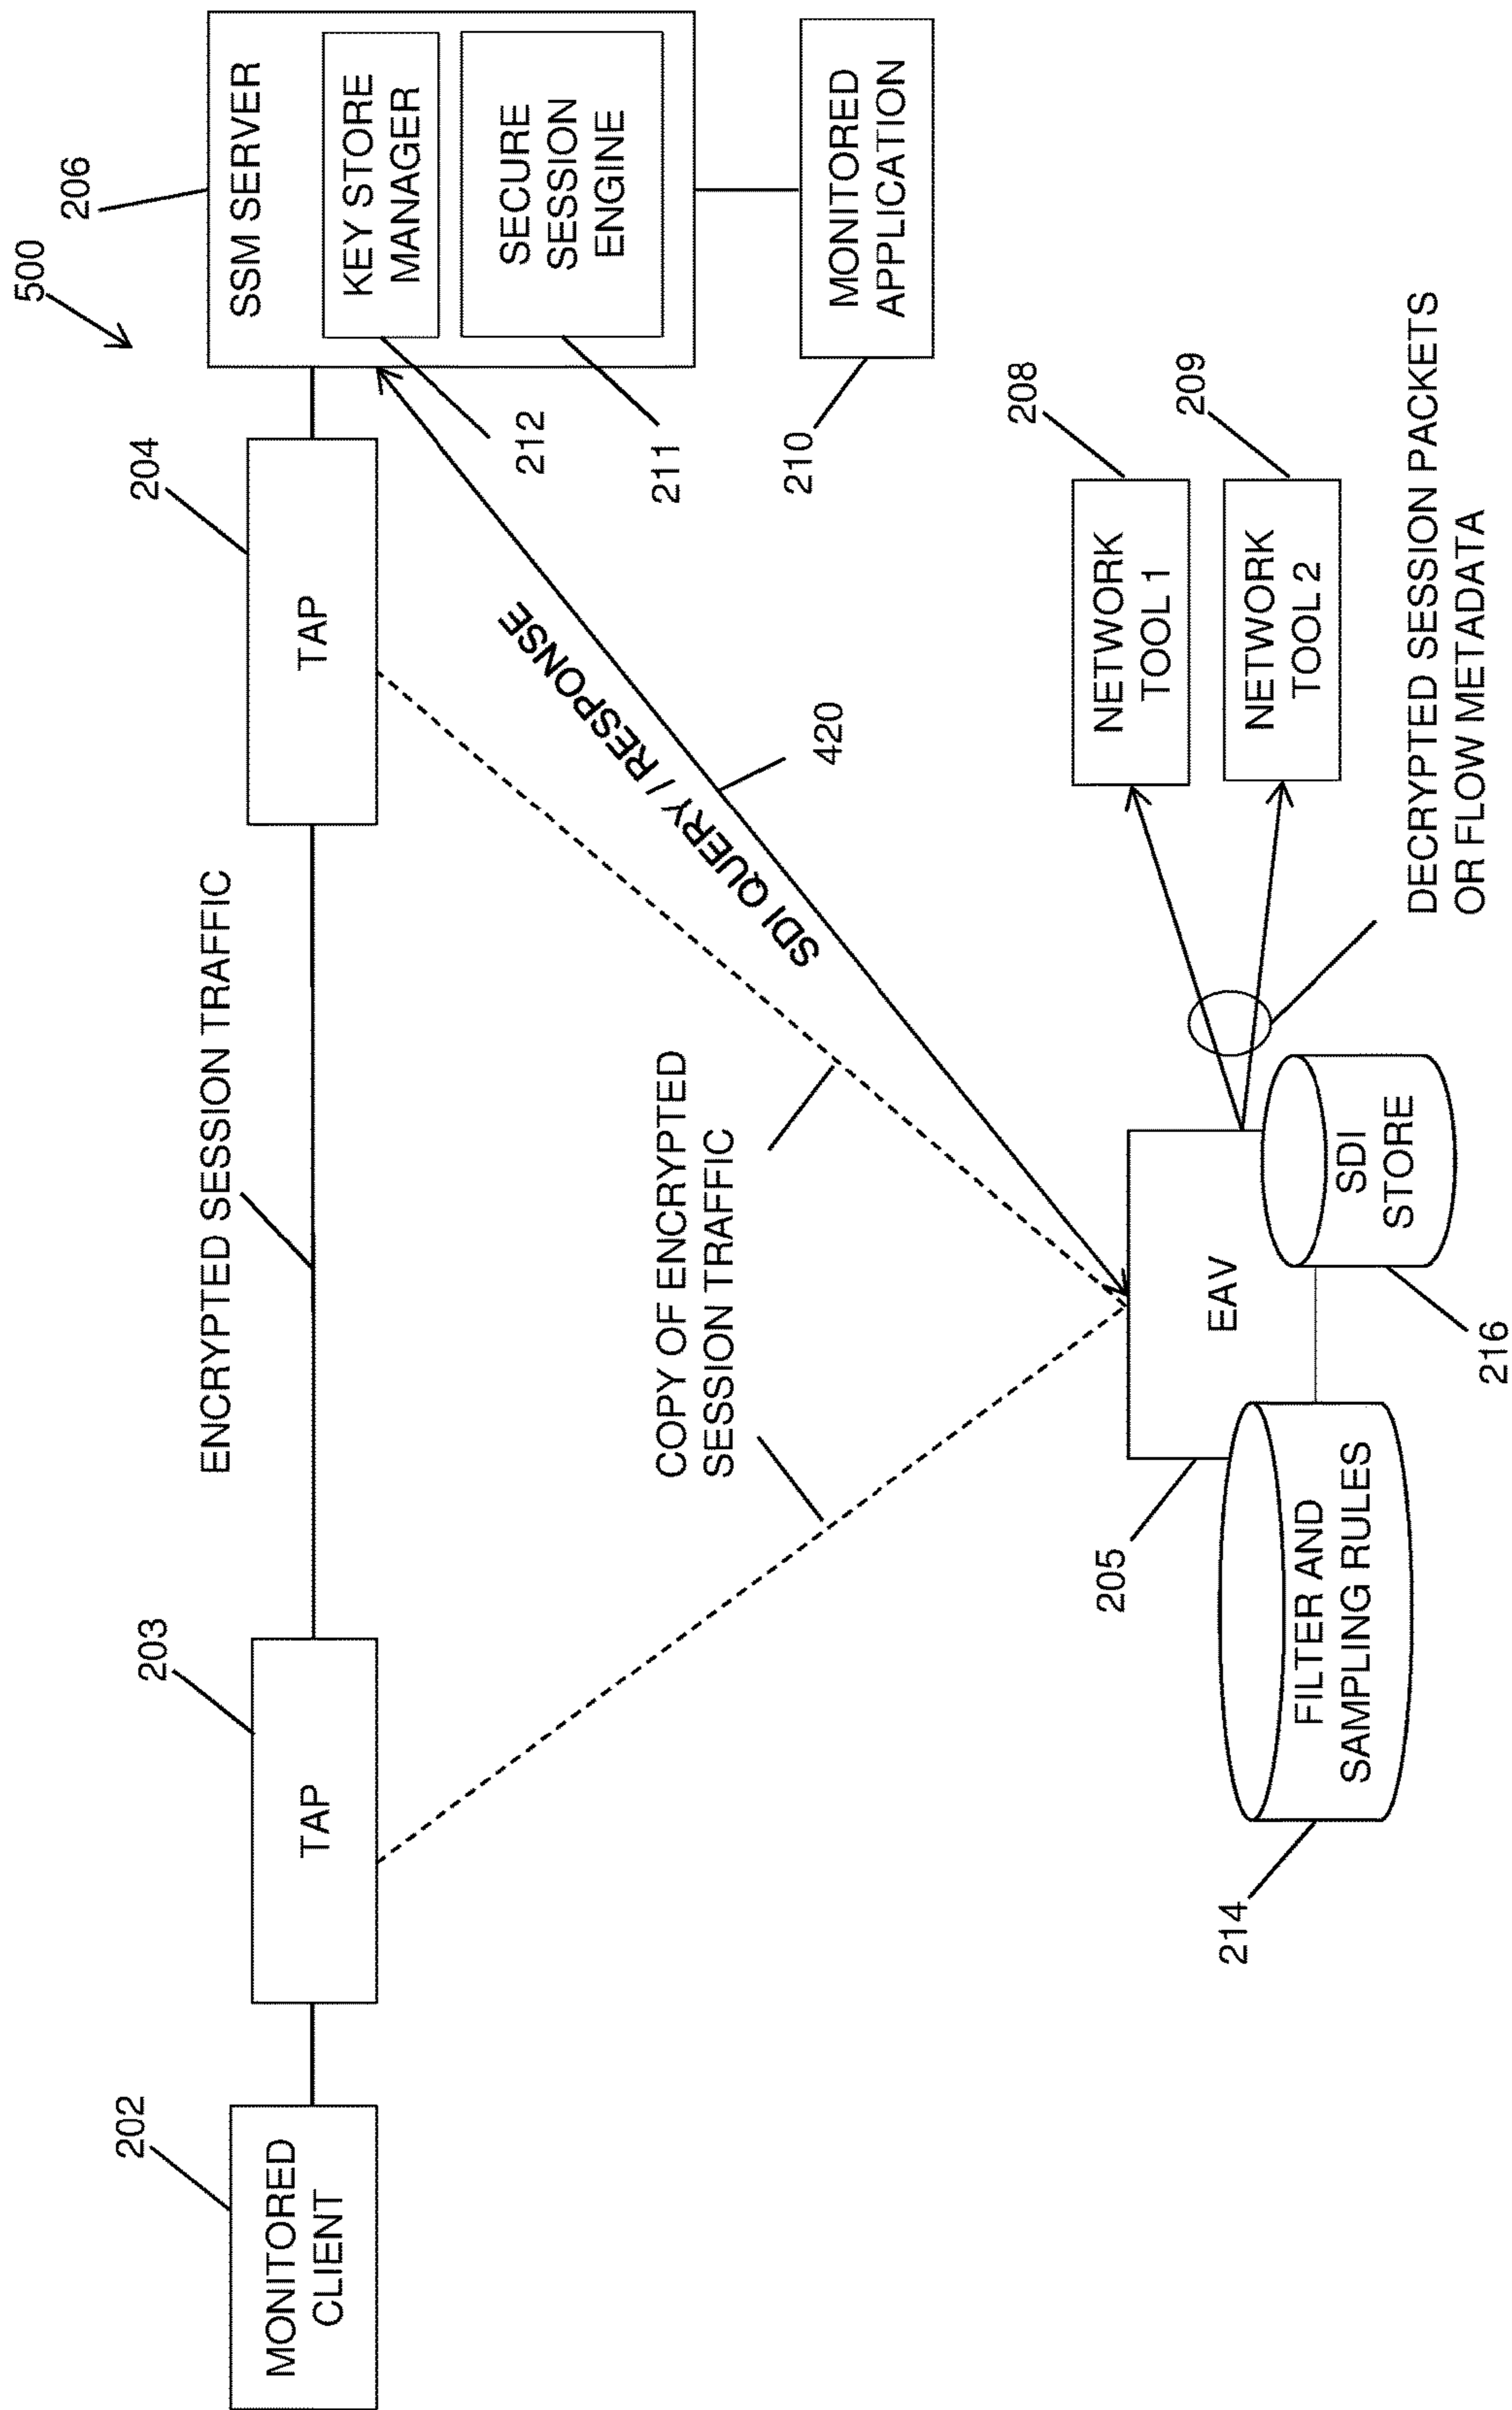 500
202
MONITORED
CLIENT
203
TAP
ENCRYPTED SESSION TRAFFIC
204
TAP
206
SSM SERVER
KEY STORE
MANAGER
SECURE
SESSION
ENGINE
212
211
MONITORED
APPLICATION
210
COPY OF ENCRYPTED
SESSION TRAFFIC
SDI QUERY / RESPONSE
420
205
EAV
FILTER AND
SAMPLING RULES
214
SDI
STORE
216
208
NETWORK
TOOL 1
209
NETWORK
TOOL 2
DECRYPTED SESSION PACKETS
OR FLOW METADATA